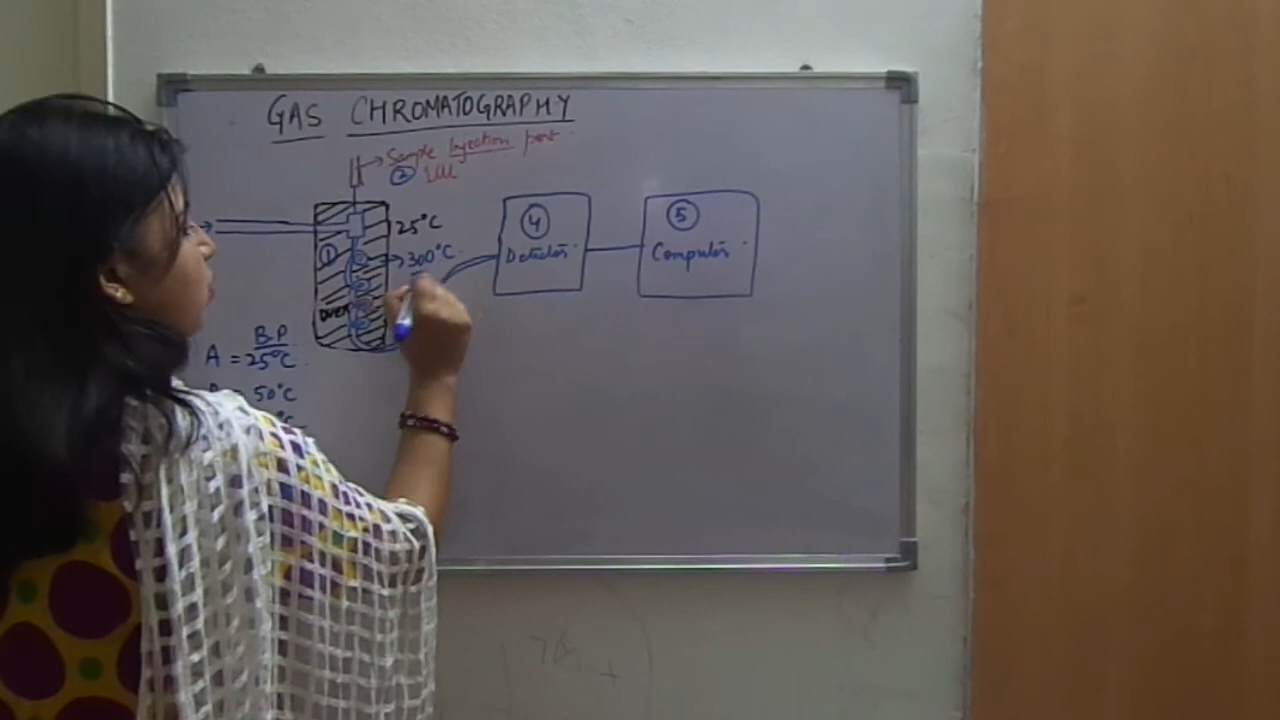 GAS CHROMATOGRAPHY
Sample Injection port
②
25°C
①
300°C
oven
④
Detector
⑤
Computer
B.P
A = 25°C
= 50°C